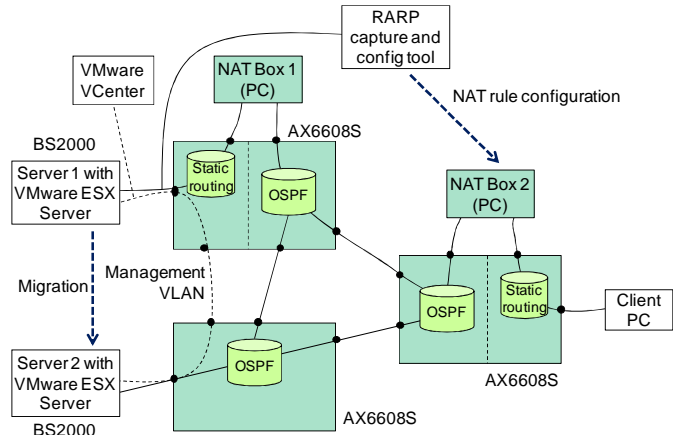 RARP
capture and
config tool
VMware
VCenter
NAT Box 1
(PC)
NAT rule configuration
BS2000
AX6608S
Server 1 with
VMware ESX
Server
Static
routing
OSPF
NAT Box 2
(PC)
Migration
Management
VLAN
OSPF
Static
routing
Client
PC
Server 2 with
VMware ESX
Server
OSPF
AX6608S
BS2000
AX6608S